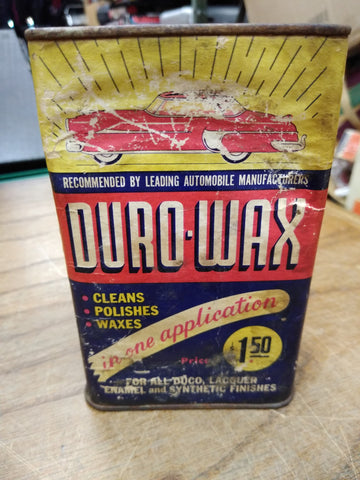 RECOMMENDED BY LEADING AUTOMOBILE MANUFACTURERS
DURO·WAX
• CLEANS
• POLISHES
• WAXES
in one application
Price $1.50
FOR ALL DUCO, LACQUER
ENAMEL and SYNTHETIC FINISHES